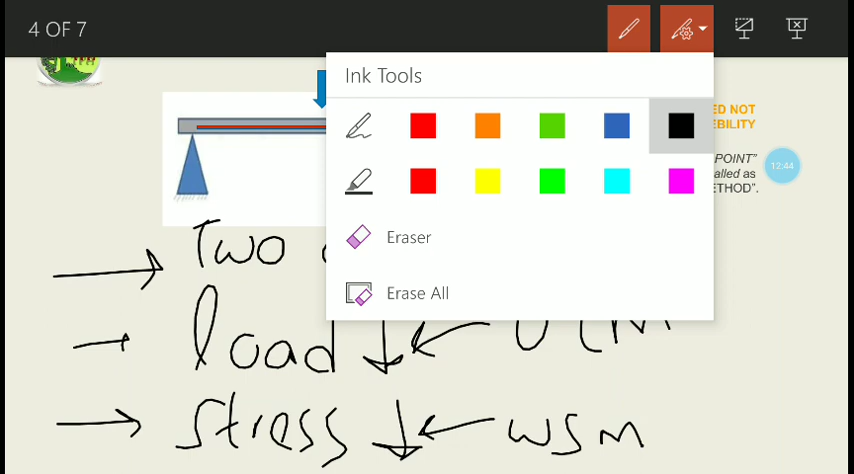 4 OF 7
Ink Tools
ED NOT
EBILITY
POINT"
alled as
ETHOD".
12:44
Eraser
Erase All
Two
load ↓ ← ULM
→ stress ↓ ← WSM